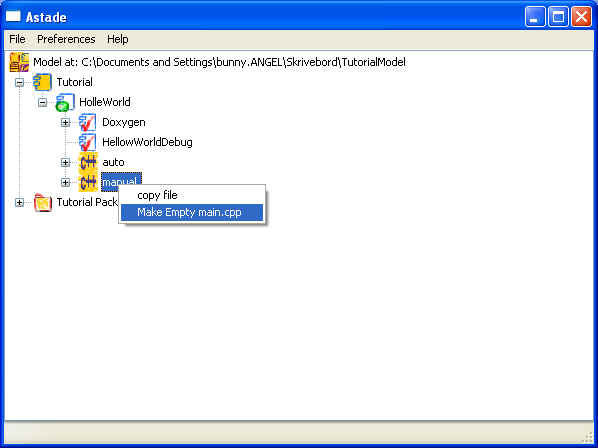 Astade
File Preferences Help
Model at: C:\Documents and Settings\bunny.ANGEL\Skrivebord\TutorialModel
Tutorial
HolleWorld
Doxygen
HellowWorldDebug
auto
manual
copy file
Tutorial Pack
Make Empty main.cpp